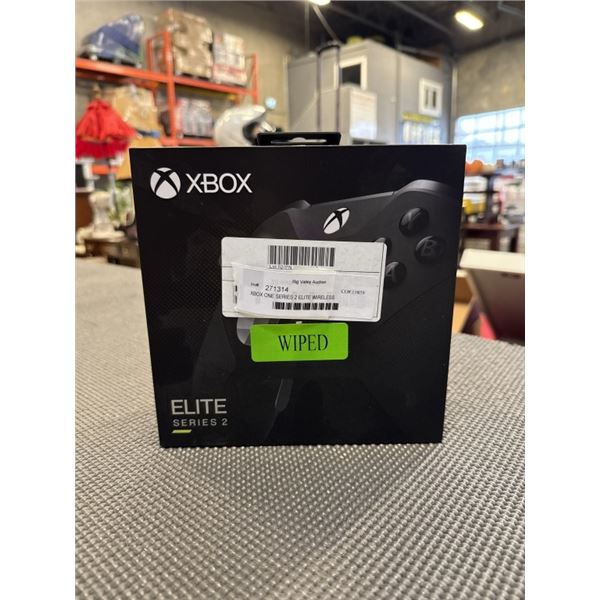 XBOX
Big Valley Auction
271314
XBOX ONE SERIES 2 ELITE WIRELESS
WIPED
ELITE
SERIES 2